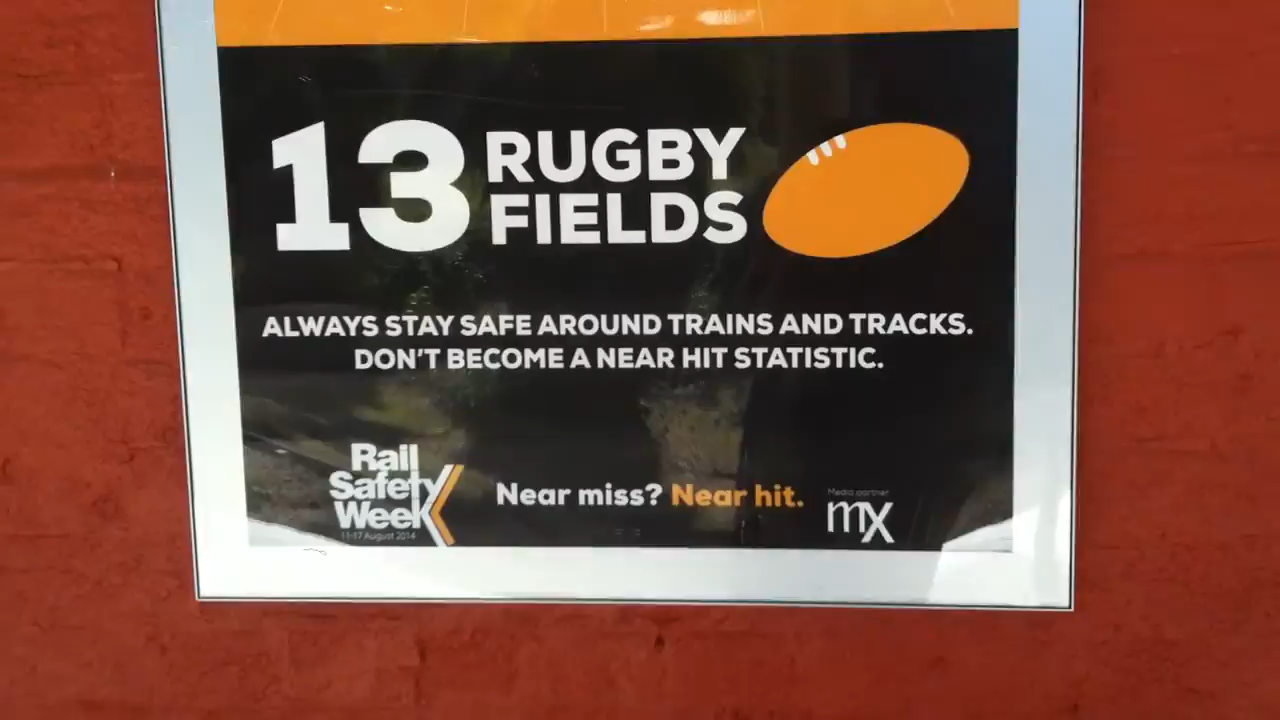 13 RUGBY
FIELDS
ALWAYS STAY SAFE AROUND TRAINS AND TRACKS.
DON'T BECOME A NEAR HIT STATISTIC.
Rail
Safety
Week
11-17 August 2014
Near miss? Near hit.
Media partner
mx